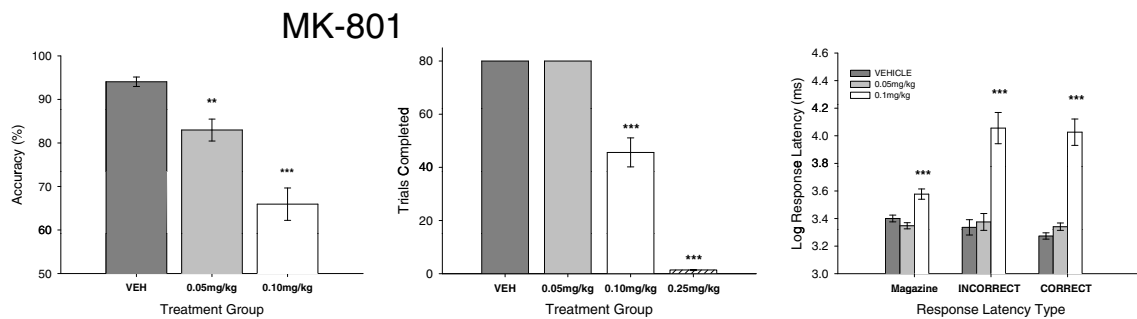 MK-801
Accuracy (%)
100
90
80
70
60
50
**
***
VEH
0.05mg/kg
0.10mg/kg
Treatment Group
Trials Completed
80
60
40
20
0
***
***
VEH
0.05mg/kg
0.10mg/kg
0.25mg/kg
Treatment Group
Log Response Latency (ms)
4.6
4.2
4.0
3.8
3.6
3.4
3.2
3.0
VEHICLE
0.05mg/kg
0.1mg/kg
***
***
***
Magazine
INCORRECT
CORRECT
Response Latency Type